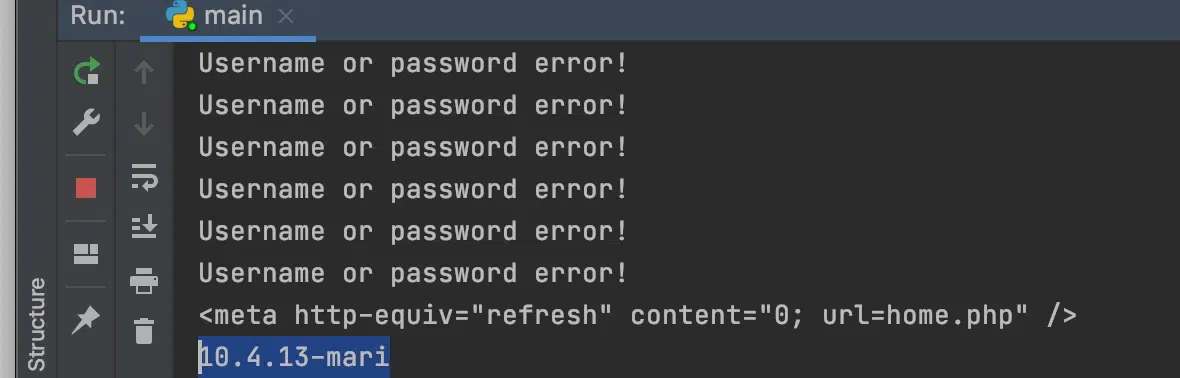 Run:
main
Username or password error!
Username or password error!
Username or password error!
Username or password error!
Username or password error!
Username or password error!
<meta http-equiv="refresh" content="0; url=home.php" />
10.4.13-mari
Structure